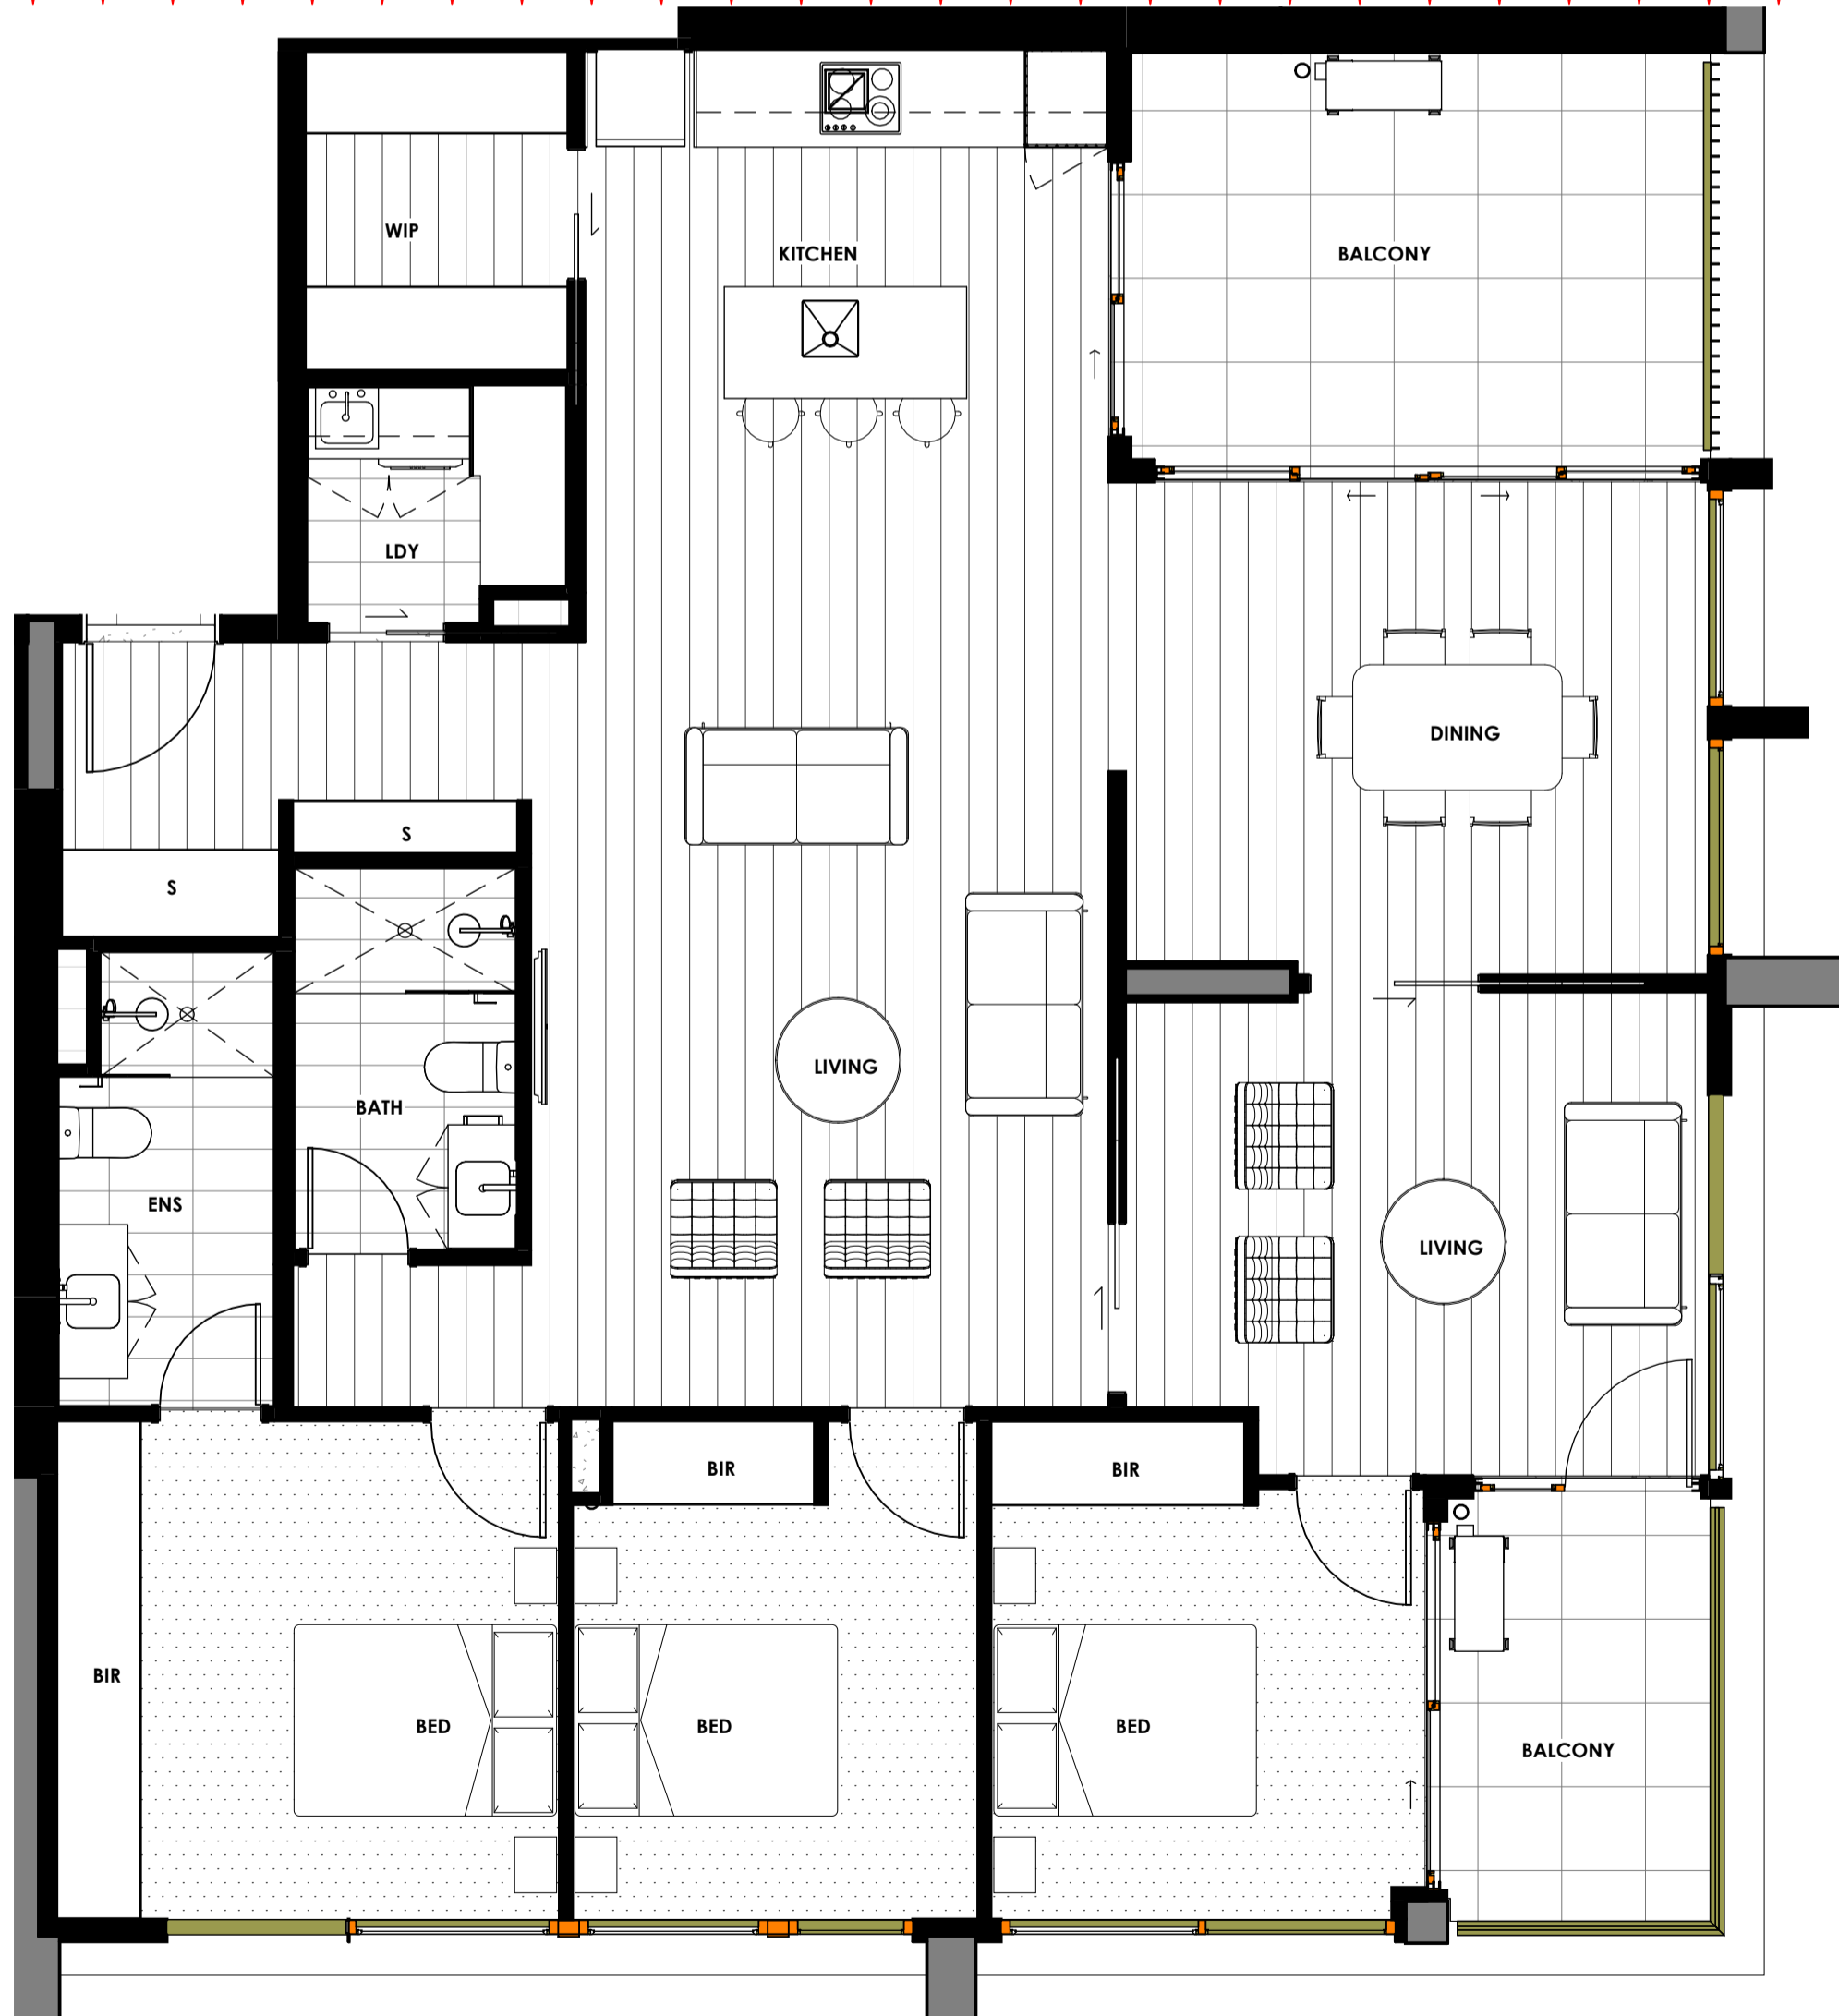 WIP
KITCHEN
BALCONY
LDY
DINING
S
S
LIVING
BATH
ENS
LIVING
BIR
BIR
BIR
BED
BED
BED
BALCONY